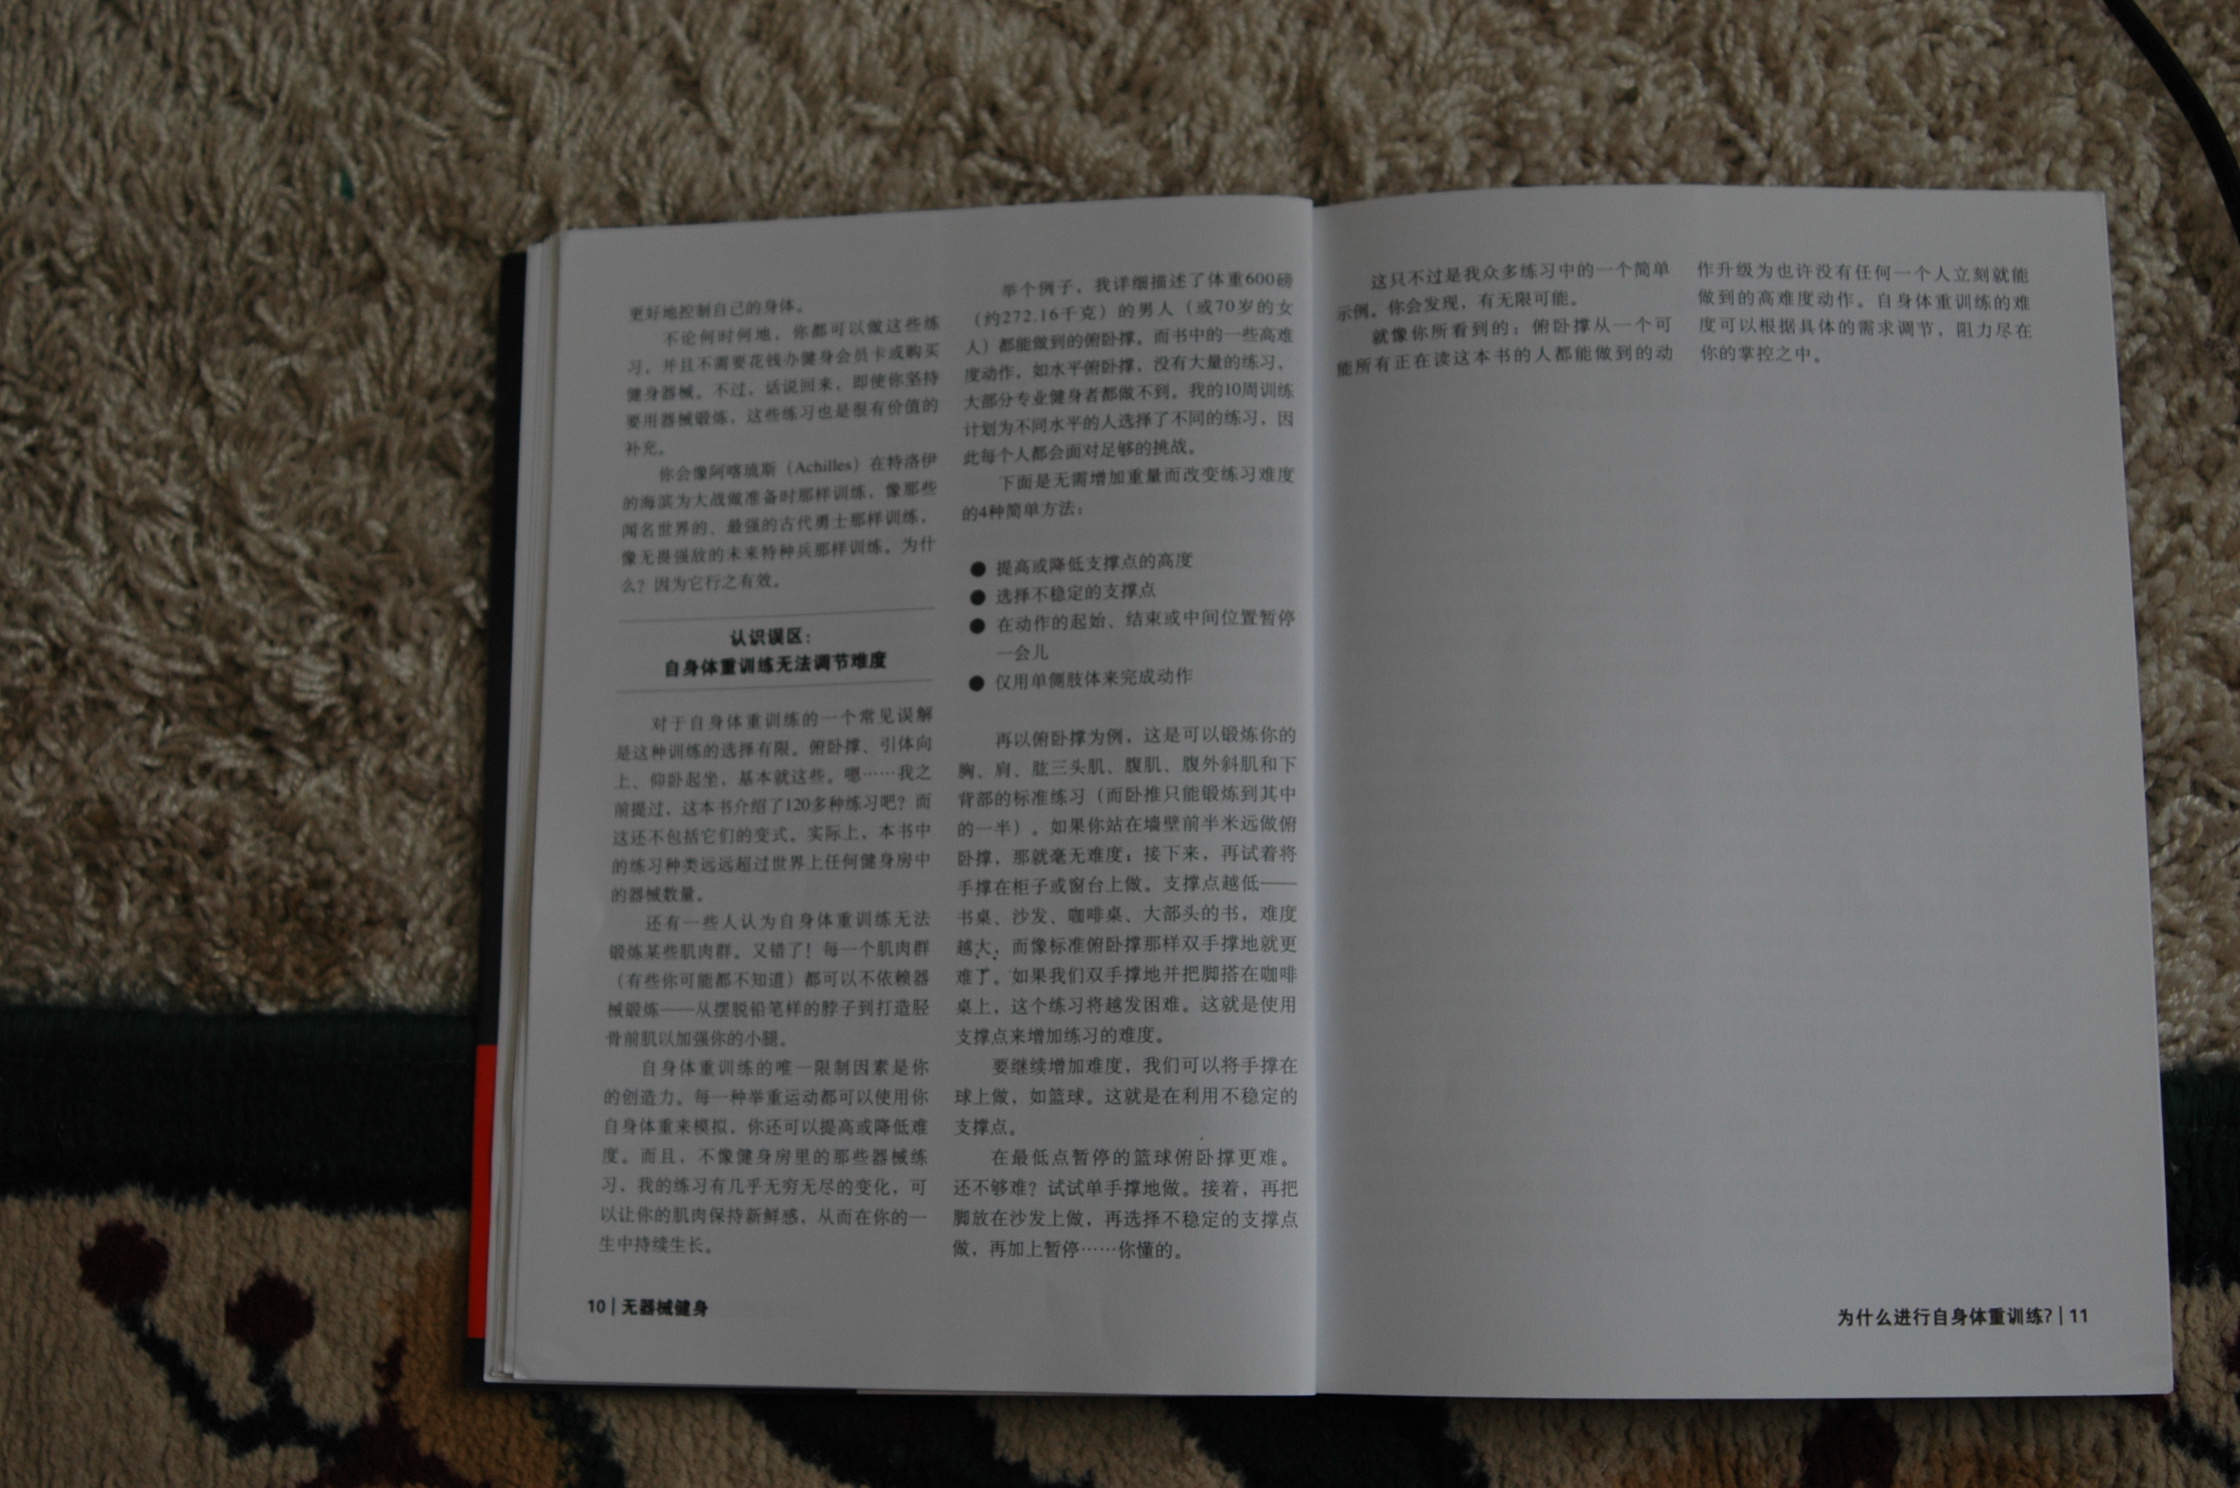 更好地控制自己的身体。
不论何时何地，你都可以做这些练
习，并且不需要花钱办健身会员卡或购买
健身器械。不过，话说回来，即使你坚持
要用器械锻炼，这些练习也是很有价值的
补充。
你会像阿喀琉斯（Achilles）在特洛伊
的海滨为大战做准备时那样训练，像那些
闻名世界的、最强的古代勇士那样训练，
像无畏强敌的未来特种兵那样训练。为什
么？因为它行之有效。
认识误区：
自身体重训练无法调节难度
对于自身体重训练的一个常见误解
是这种训练的选择有限。俯卧撑、引体向
上、仰卧起坐，基本就这些。嗯……我之
前提过，这本书介绍了120多种练习吧？而
这还不包括它们的变式。实际上，本书中
的练习种类远远超过世界上任何健身房中
的器械数量。
还有一些人认为自身体重训练无法
锻炼某些肌肉群。又错了！每一个肌肉群
（有些你可能都不知道）都可以不依赖器
械锻炼——从摆脱铅笔样的脖子到打造胫
骨前肌以加强你的小腿。
自身体重训练的唯一限制因素是你
的创造力。每一种举重运动都可以使用你
自身体重来模拟，你还可以提高或降低难
度。而且，不像健身房里的那些器械练
习，我的练习有几乎无穷无尽的变化，可
以让你的肌肉保持新鲜感，从而在你的一
生中持续生长。
举个例子，我详细描述了体重600磅
（约272.16千克）的男人（或70岁的女
人）都能做到的俯卧撑。而书中的一些高难
度动作，如水平俯卧撑，没有大量的练习，
大部分专业健身者都做不到。我的10周训练
计划为不同水平的人选择了不同的练习，因
此每个人都会面对足够的挑战。
下面是无需增加重量而改变练习难度
的4种简单方法：
● 提高或降低支撑点的高度
● 选择不稳定的支撑点
● 在动作的起始、结束或中间位置暂停
一会儿
● 仅用单侧肢体来完成动作
再以俯卧撑为例，这是可以锻炼你的
胸、肩、肱三头肌、腹肌、腹外斜肌和下
背部的标准练习（而卧推只能锻炼到其中
的一半）。如果你站在墙壁前半米远做俯
卧撑，那就毫无难度；接下来，再试着将
手撑在柜子或窗台上做。支撑点越低——
书桌、沙发、咖啡桌、大部头的书，难度
越大；而像标准俯卧撑那样双手撑地就更
难了。如果我们双手撑地并把脚搭在咖啡
桌上，这个练习将越发困难。这就是使用
支撑点来增加练习的难度。
要继续增加难度，我们可以将手撑在
球上做，如篮球。这就是在利用不稳定的
支撑点。
在最低点暂停的篮球俯卧撑更难。
还不够难？试试单手撑地做。接着，再把
脚放在沙发上做，再选择不稳定的支撑点
做，再加上暂停……你懂的。
10 | 无器械健身
这只不过是我众多练习中的一个简单
示例。你会发现，有无限可能。
就像你所看到的：俯卧撑从一个可
能所有正在读这本书的人都能做到的动
作升级为也许没有任何一个人立刻就能
做到的高难度动作。自身体重训练的难
度可以根据具体的需求调节，阻力尽在
你的掌控之中。
为什么进行自身体重训练？| 11